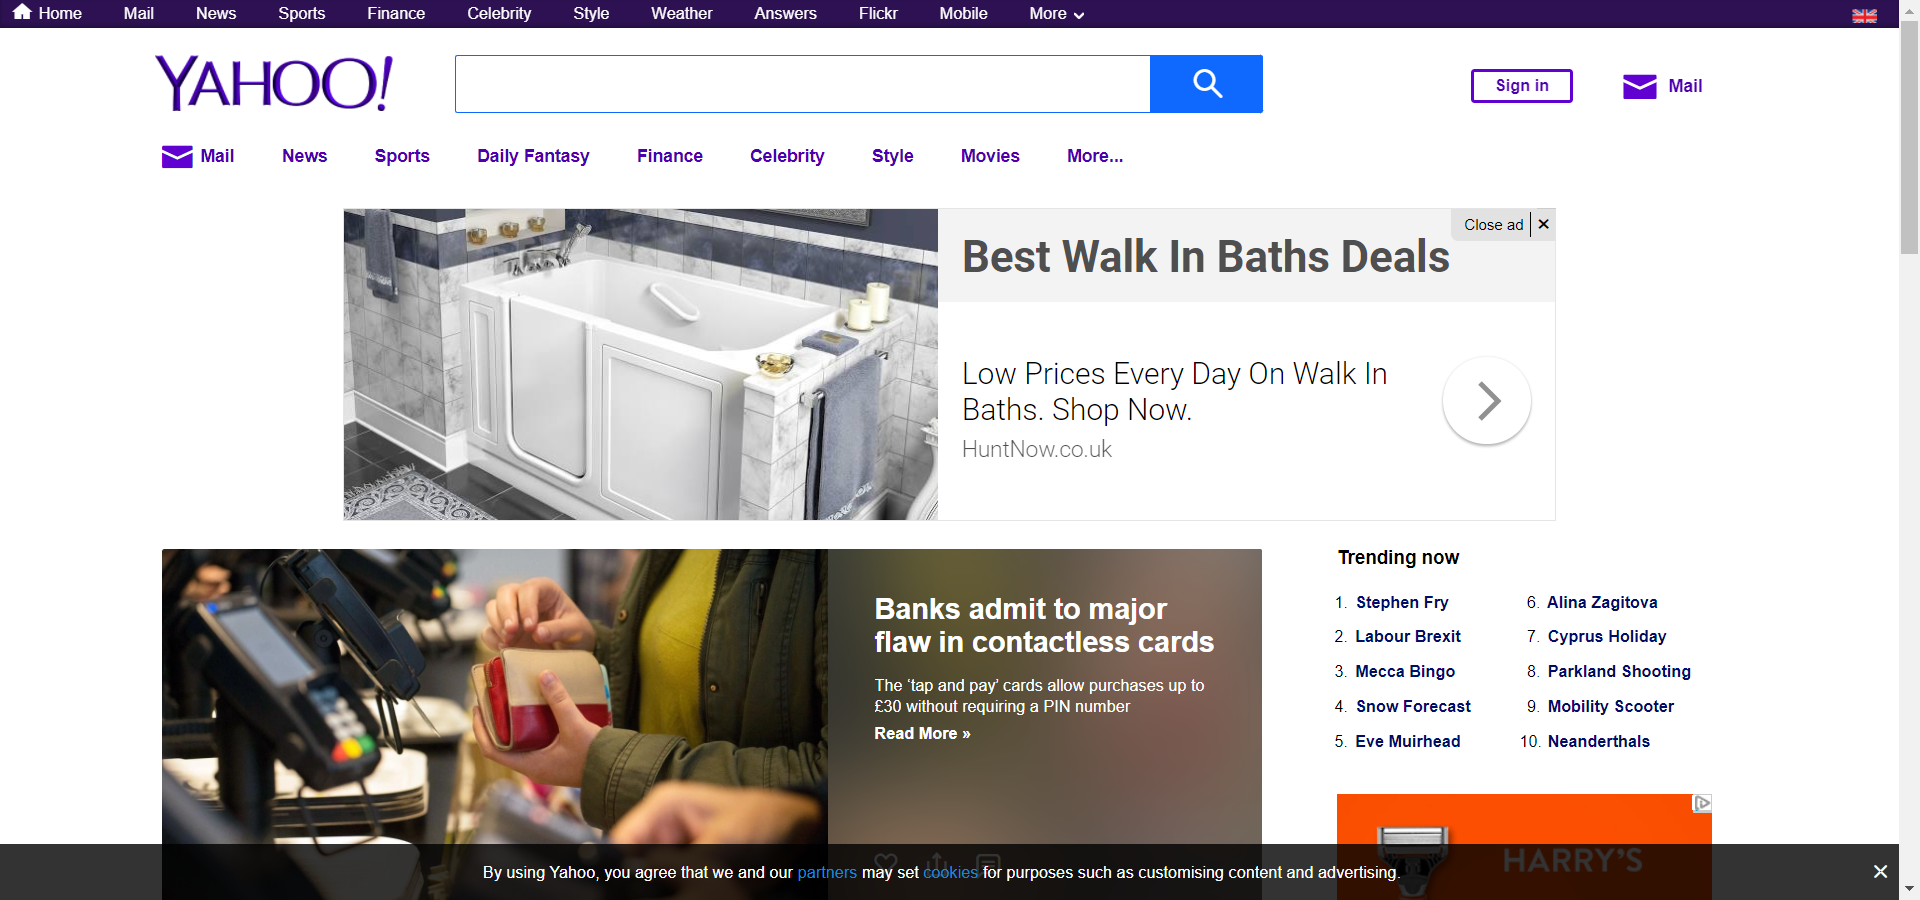 Home Mail News Sports Finance Celebrity Style Weather Answers Flickr Mobile More
YAHOO!
Sign in
Mail
Mail News Sports Daily Fantasy Finance Celebrity Style Movies More...
Close ad
Best Walk In Baths Deals
Low Prices Every Day On Walk In
Baths. Shop Now.
HuntNow.co.uk
Banks admit to major
flaw in contactless cards
The ‘tap and pay’ cards allow purchases up to
£30 without requiring a PIN number
Read More »
Trending now
1. Stephen Fry
2. Labour Brexit
3. Mecca Bingo
4. Snow Forecast
5. Eve Muirhead
6. Alina Zagitova
7. Cyprus Holiday
8. Parkland Shooting
9. Mobility Scooter
10. Neanderthals
HARRY'S
By using Yahoo, you agree that we and our partners may set cookies for purposes such as customising content and advertising.